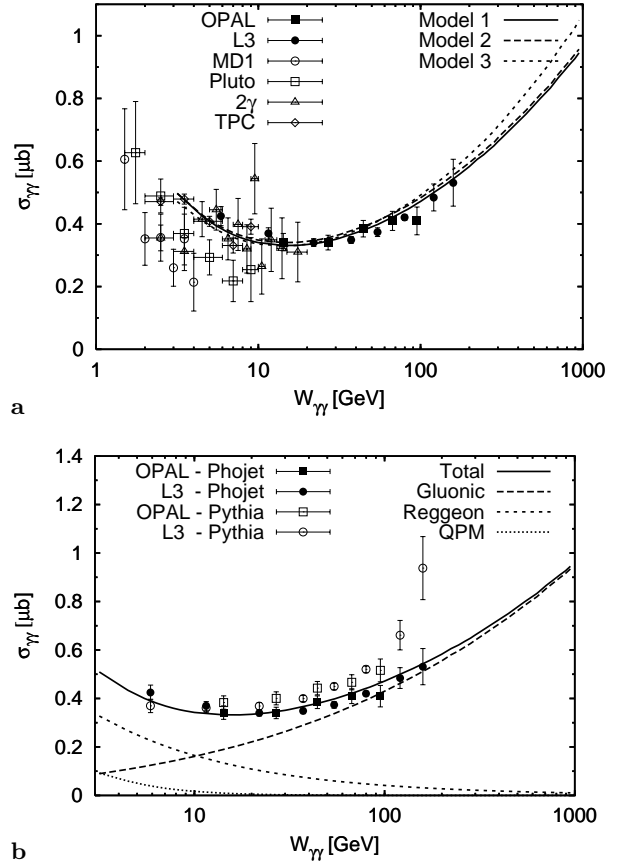 OPAL
L3
MD1
Pluto
2γ
TPC
Model 1
Model 2
Model 3
1
0.8
0.6
0.4
0.2
0
σγγ [μb]
1 10 100 1000
Wγγ [GeV]
a
OPAL - Phojet
L3 - Phojet
OPAL - Pythia
L3 - Pythia
Total
Gluonic
Reggeon
QPM
1.4
1.2
1
0.8
0.6
0.4
0.2
0
σγγ [μb]
10 100 1000
Wγγ [GeV]
b